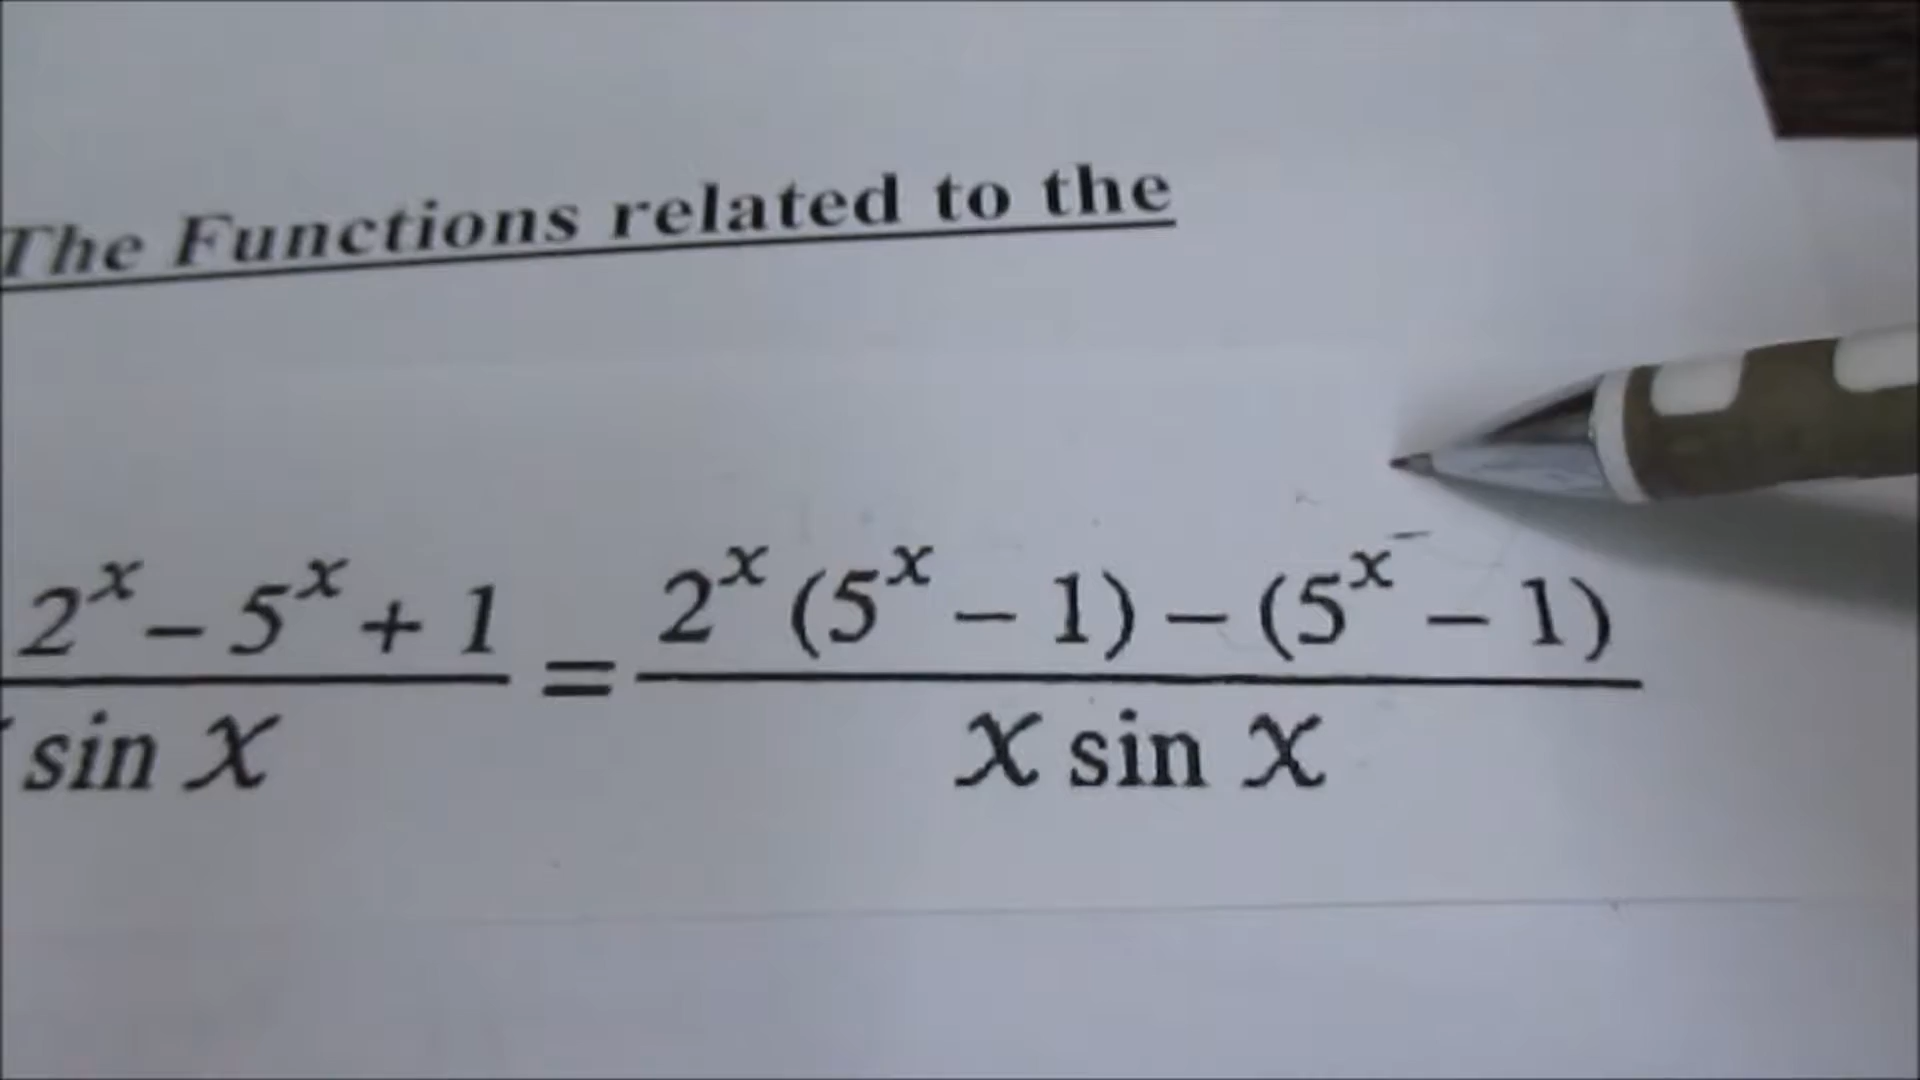 The Functions related to the
2^x - 5^x + 1 / sin x = 2^x (5^x - 1) - (5^x - 1) / x sin x